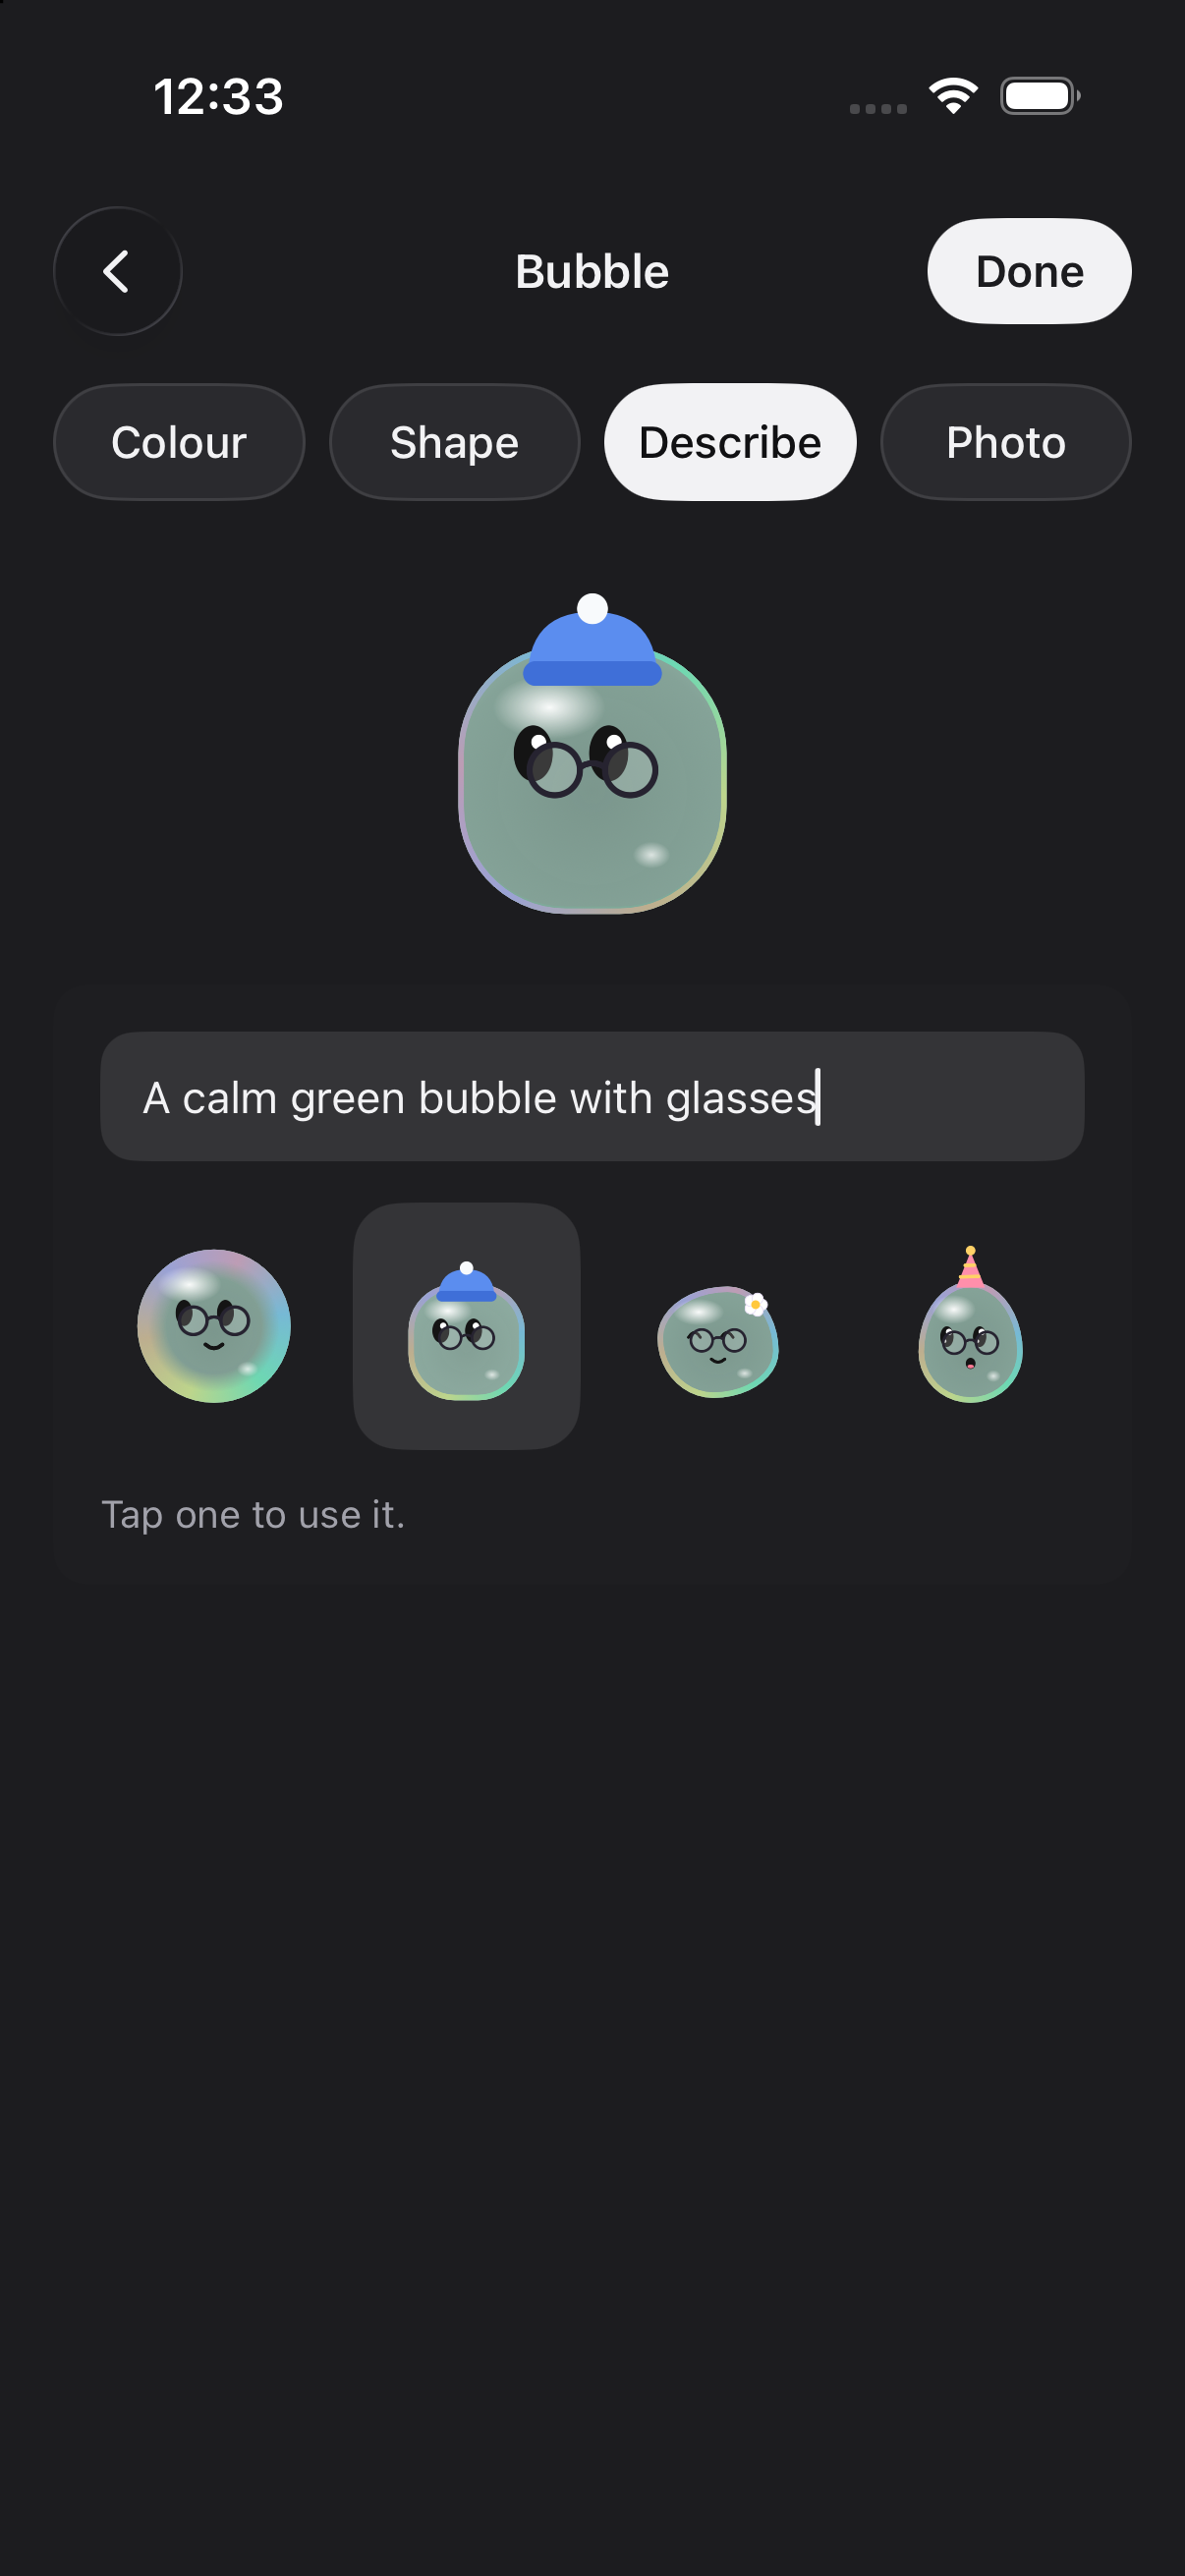 12:33
Bubble
Done
Colour
Shape
Describe
Photo
A calm green bubble with glasses
Tap one to use it.